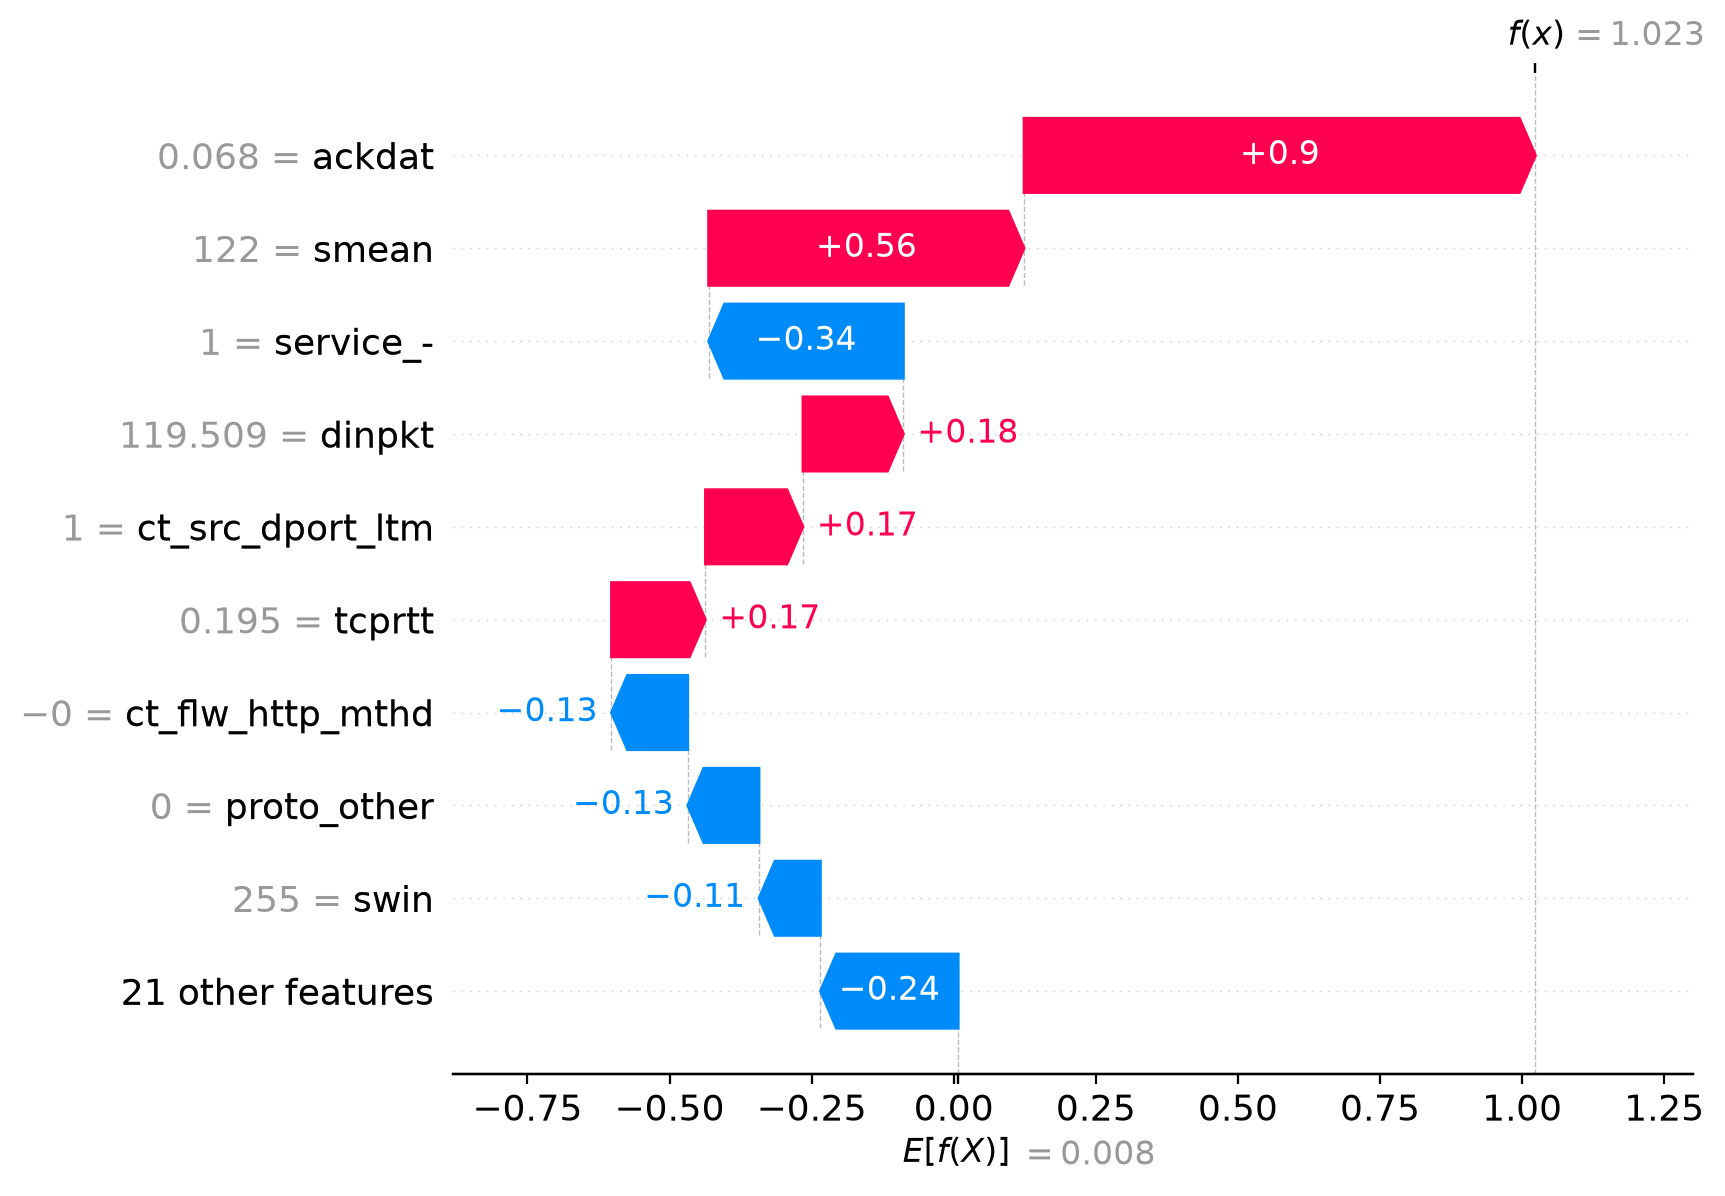 f(x) = 1.023
0.068 = ackdat +0.9
122 = smean +0.56
1 = service_- −0.34
119.509 = dinpkt +0.18
1 = ct_src_dport_ltm +0.17
0.195 = tcprtt +0.17
−0 = ct_flw_http_mthd −0.13
0 = proto_other −0.13
255 = swin −0.11
21 other features −0.24
−0.75 −0.50 −0.25 0.00 0.25 0.50 0.75 1.00 1.25
E[f(X)] = 0.008